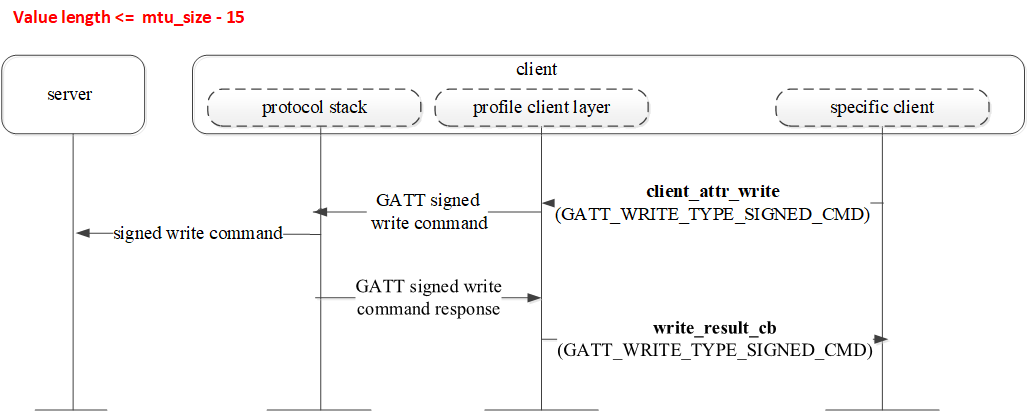 Value length <= mtu_size - 15
client
server
protocol stack
profile client layer
specific client
client_attr_write
(GATT_WRITE_TYPE_SIGNED_CMD)
GATT signed
write command
signed write command
GATT signed write
command response
write_result_cb
(GATT_WRITE_TYPE_SIGNED_CMD)